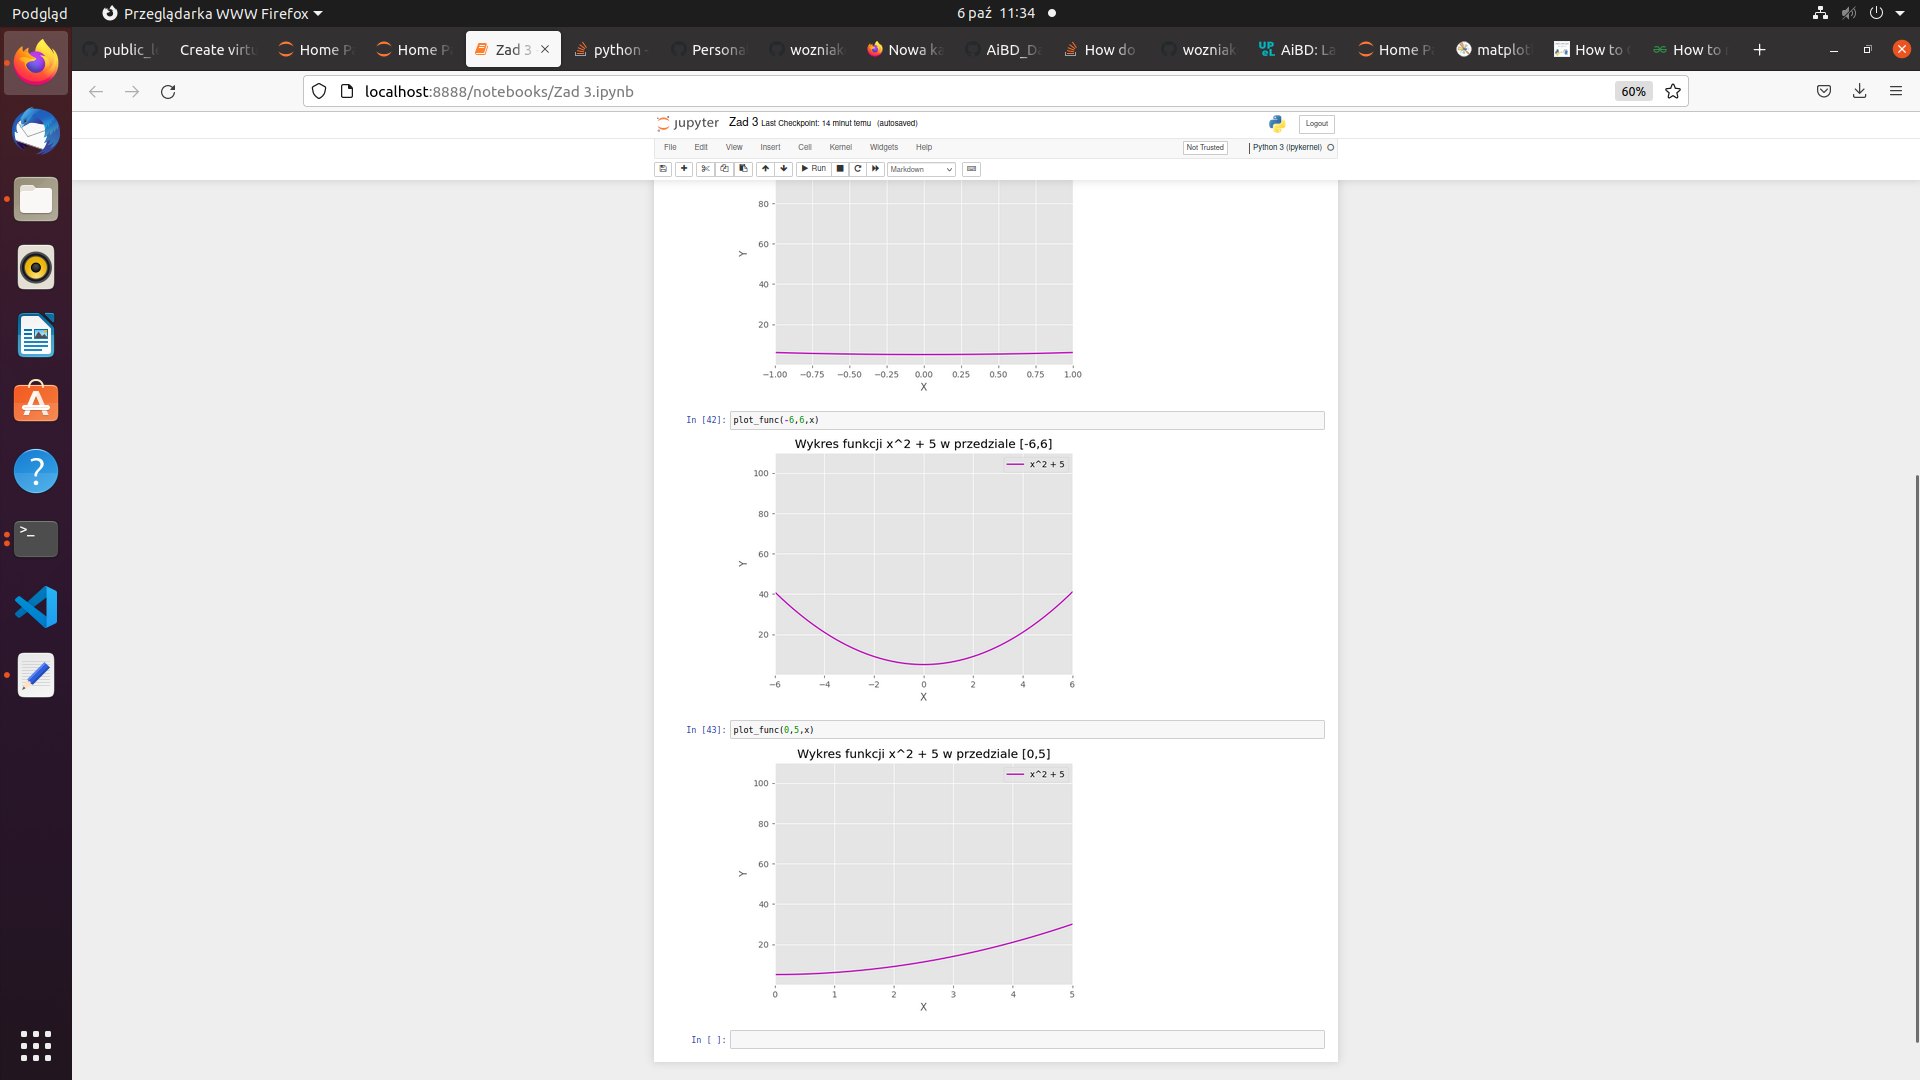 Podgląd
Przeglądarka WWW Firefox
6 paź 11:34
public_l
Create virtu
Home P
Home P
Zad 3
python -
Persona
wozniak
Nowa ka
AiBD_Da
How do
wozniak
AiBD: La
Home Pa
matplotl
How to
How to
localhost:8888/notebooks/Zad 3.ipynb
60%
jupyter
Zad 3 Last Checkpoint: 14 minut temu (autosaved)
Logout
File Edit View Insert Cell Kernel Widgets Help
Not Trusted
Python 3 (ipykernel)
Run
Markdown
80
60
Y
40
20
−1.00 −0.75 −0.50 −0.25 0.00 0.25 0.50 0.75 1.00
X
In [42]: plot_func(-6,6,x)
Wykres funkcji x^2 + 5 w przedziale [-6,6]
x^2 + 5
100
80
60
Y
40
20
−6 −4 −2 0 2 4 6
X
In [43]: plot_func(0,5,x)
Wykres funkcji x^2 + 5 w przedziale [0,5]
x^2 + 5
100
80
60
Y
40
20
0 1 2 3 4 5
X
In [ ]: